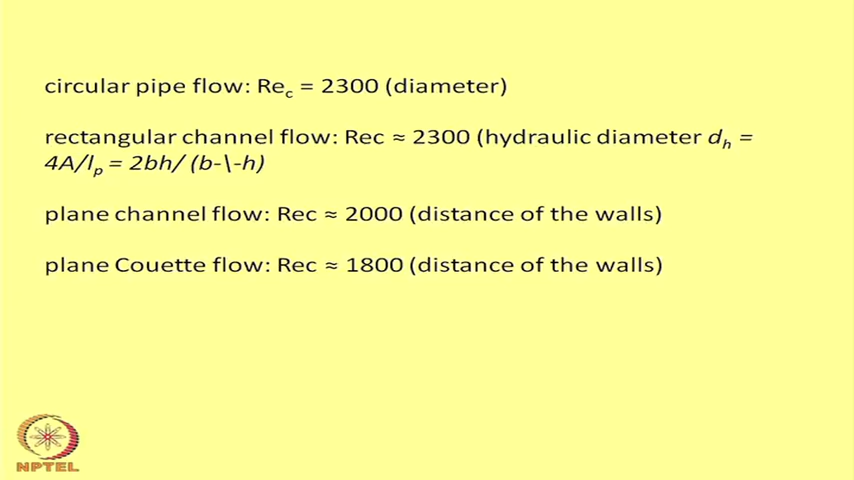 circular pipe flow: Rec = 2300 (diameter)
rectangular channel flow: Rec ≈ 2300 (hydraulic diameter dh =
4A/lp = 2bh/ (b-\-h)
plane channel flow: Rec ≈ 2000 (distance of the walls)
plane Couette flow: Rec ≈ 1800 (distance of the walls)
NPTEL